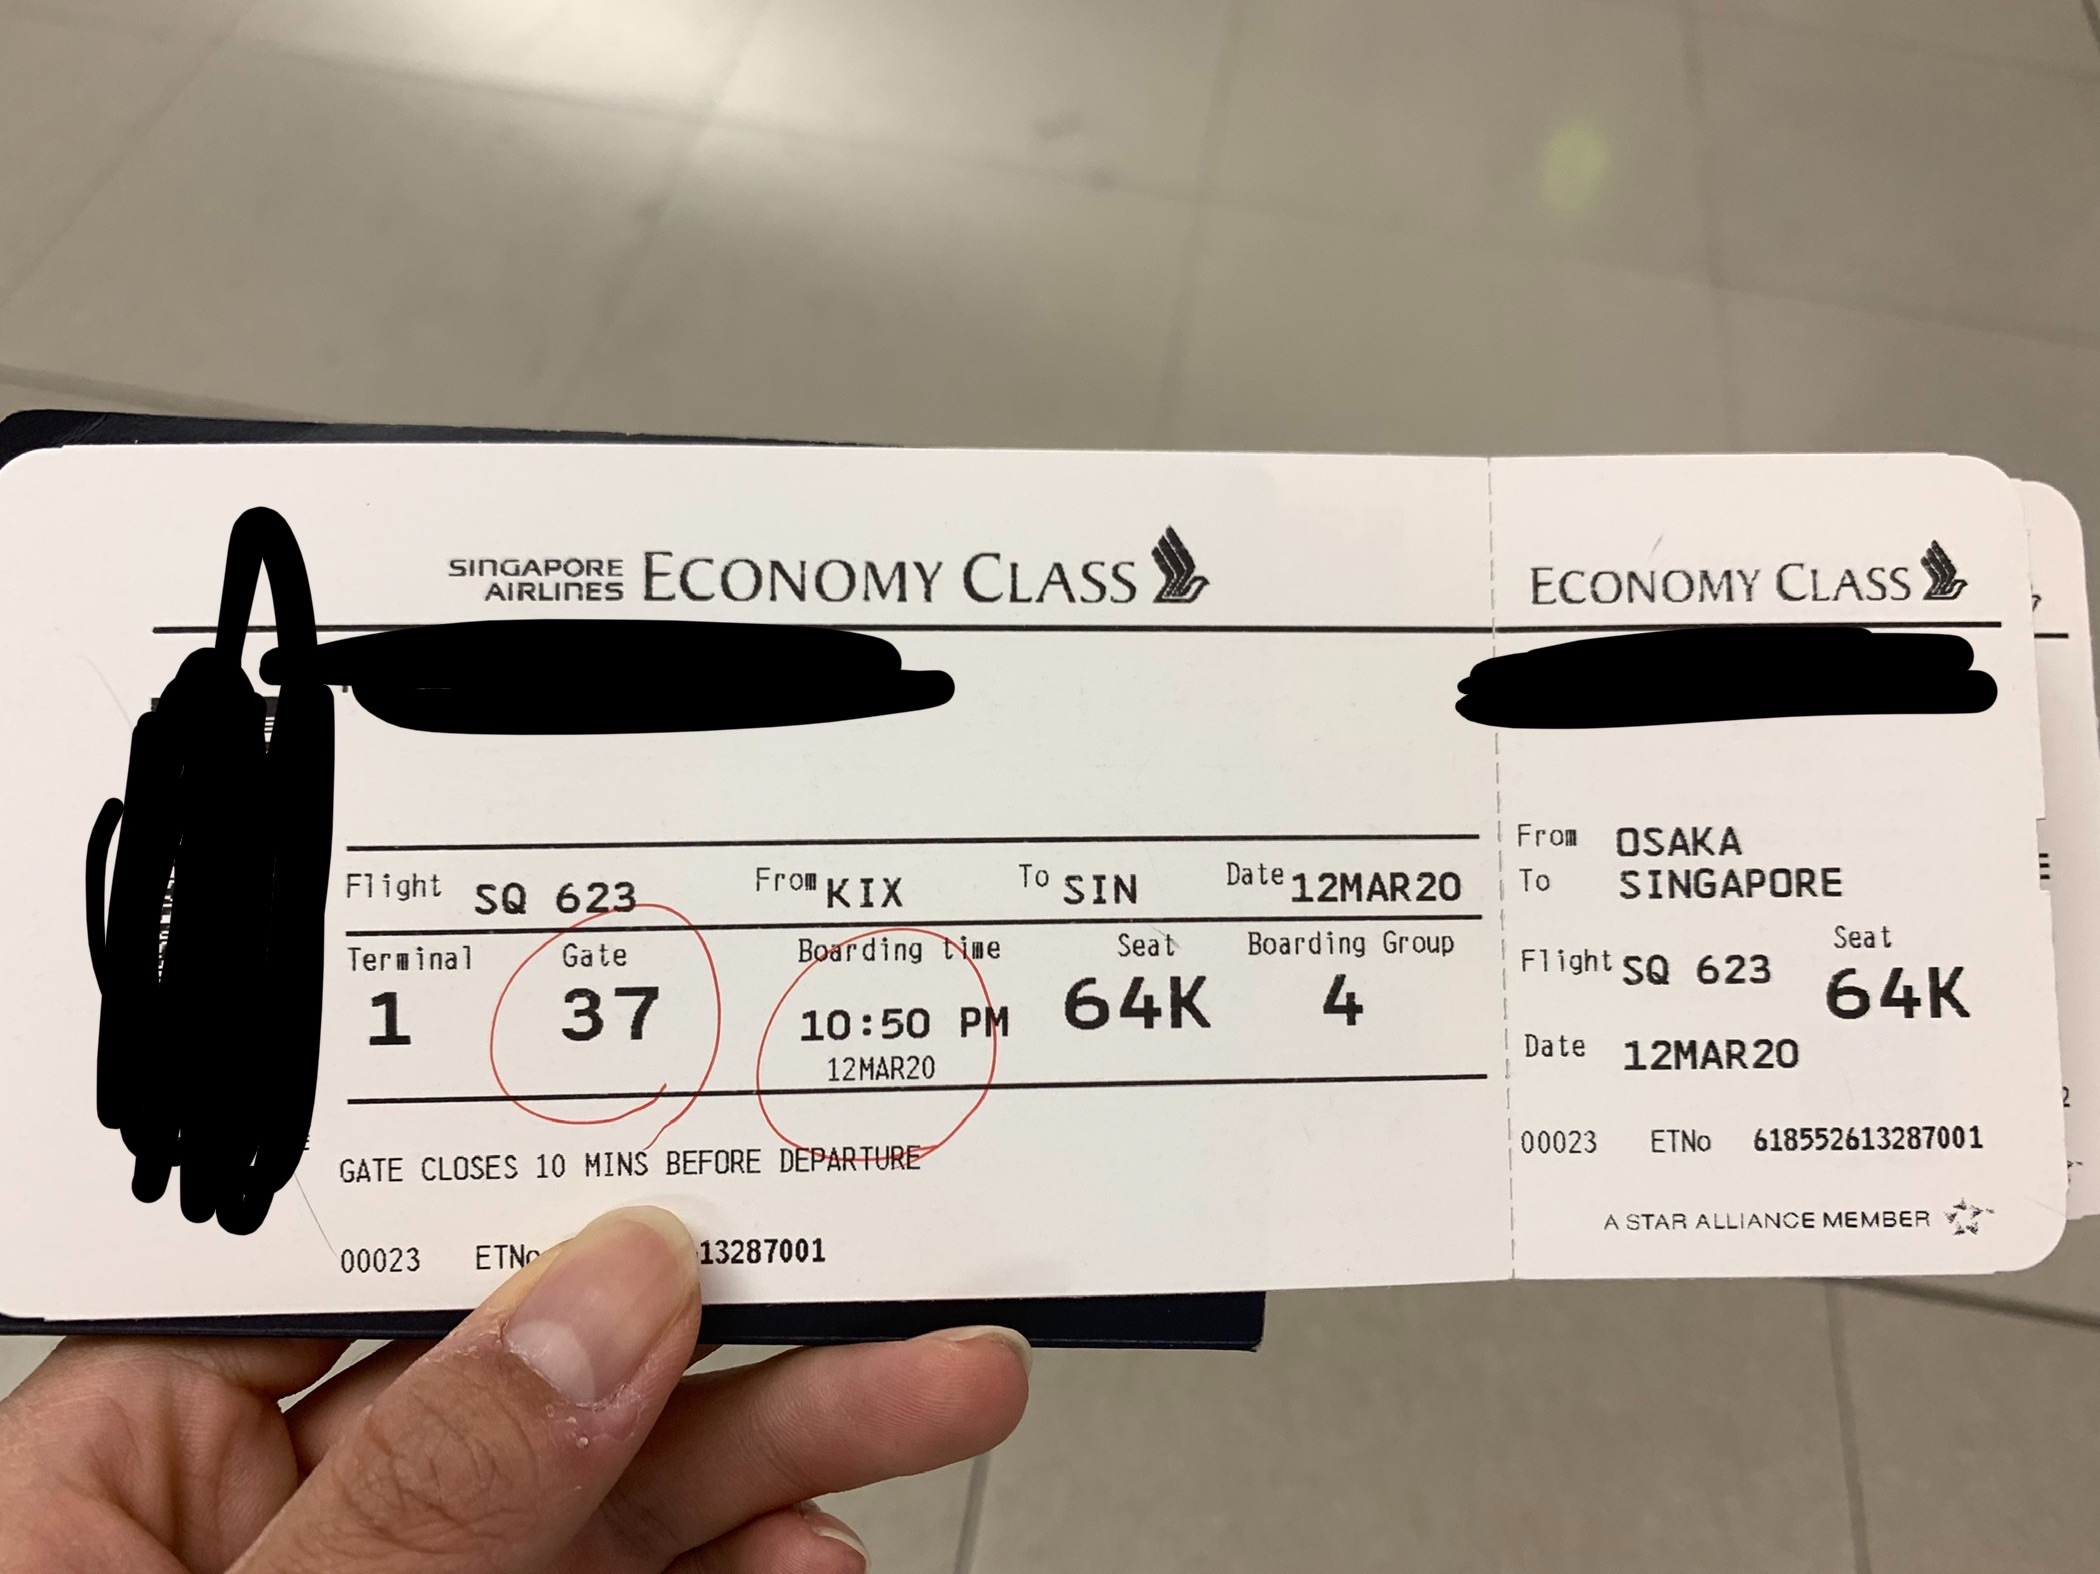 SINGAPORE AIRLINES ECONOMY CLASS
Flight SQ 623 From KIX To SIN Date 12MAR20
Terminal Gate Boarding time Seat Boarding Group
1 37 10:50 PM 64K 4
12MAR20
GATE CLOSES 10 MINS BEFORE DEPARTURE
00023 ETNo 13287001
ECONOMY CLASS
From OSAKA
To SINGAPORE
Flight SQ 623 Seat 64K
Date 12MAR20
00023 ETNo 618552613287001
A STAR ALLIANCE MEMBER